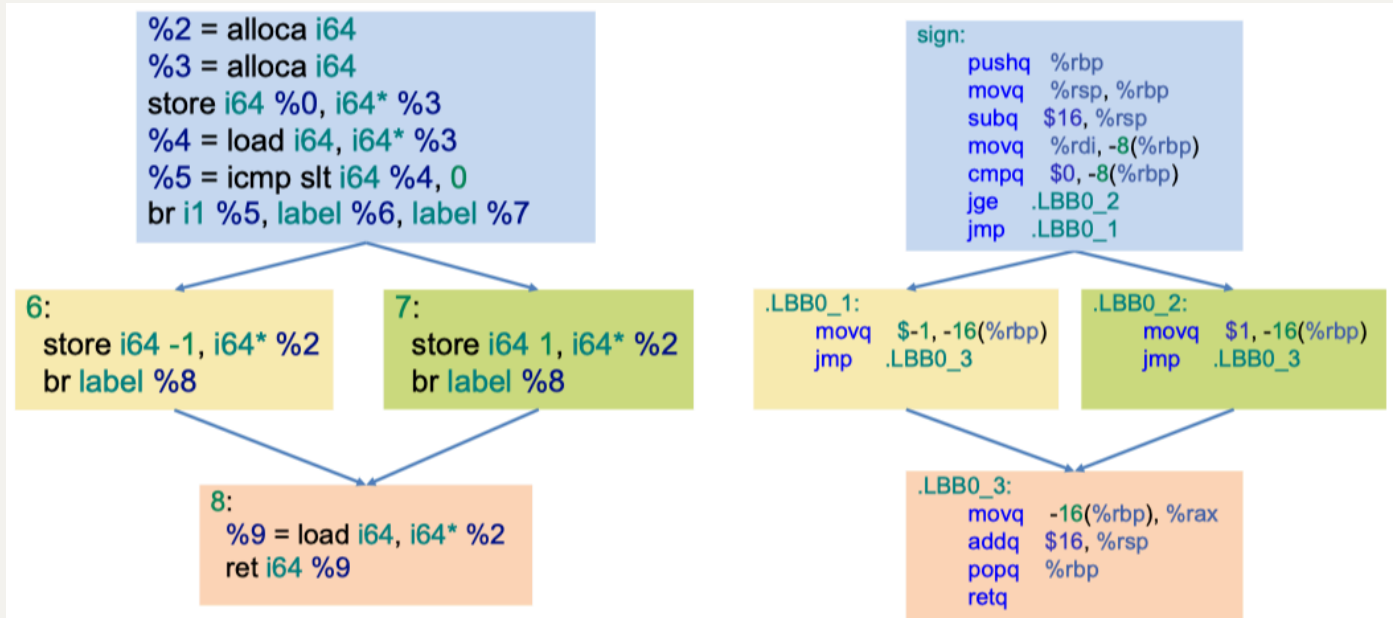 %2 = alloca i64
%3 = alloca i64
store i64 %0, i64* %3
%4 = load i64, i64* %3
%5 = icmp slt i64 %4, 0
br i1 %5, label %6, label %7
6:
store i64 -1, i64* %2
br label %8
7:
store i64 1, i64* %2
br label %8
8:
%9 = load i64, i64* %2
ret i64 %9
sign:
pushq %rbp
movq %rsp, %rbp
subq $16, %rsp
movq %rdi, -8(%rbp)
cmpq $0, -8(%rbp)
jge .LBB0_2
jmp .LBB0_1
.LBB0_1:
movq $-1, -16(%rbp)
jmp .LBB0_3
.LBB0_2:
movq $1, -16(%rbp)
jmp .LBB0_3
.LBB0_3:
movq -16(%rbp), %rax
addq $16, %rsp
popq %rbp
retq